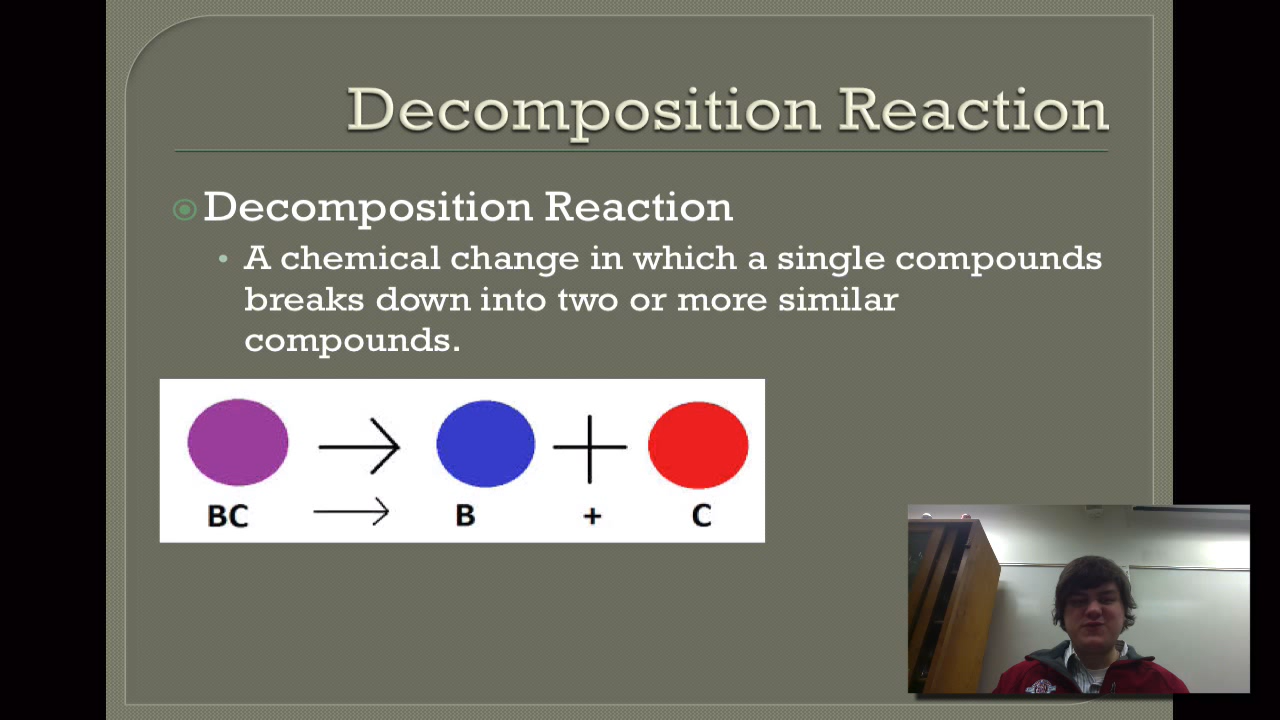 Decomposition Reaction
Decomposition Reaction
• A chemical change in which a single compounds
breaks down into two or more similar
compounds.
BC → B + C